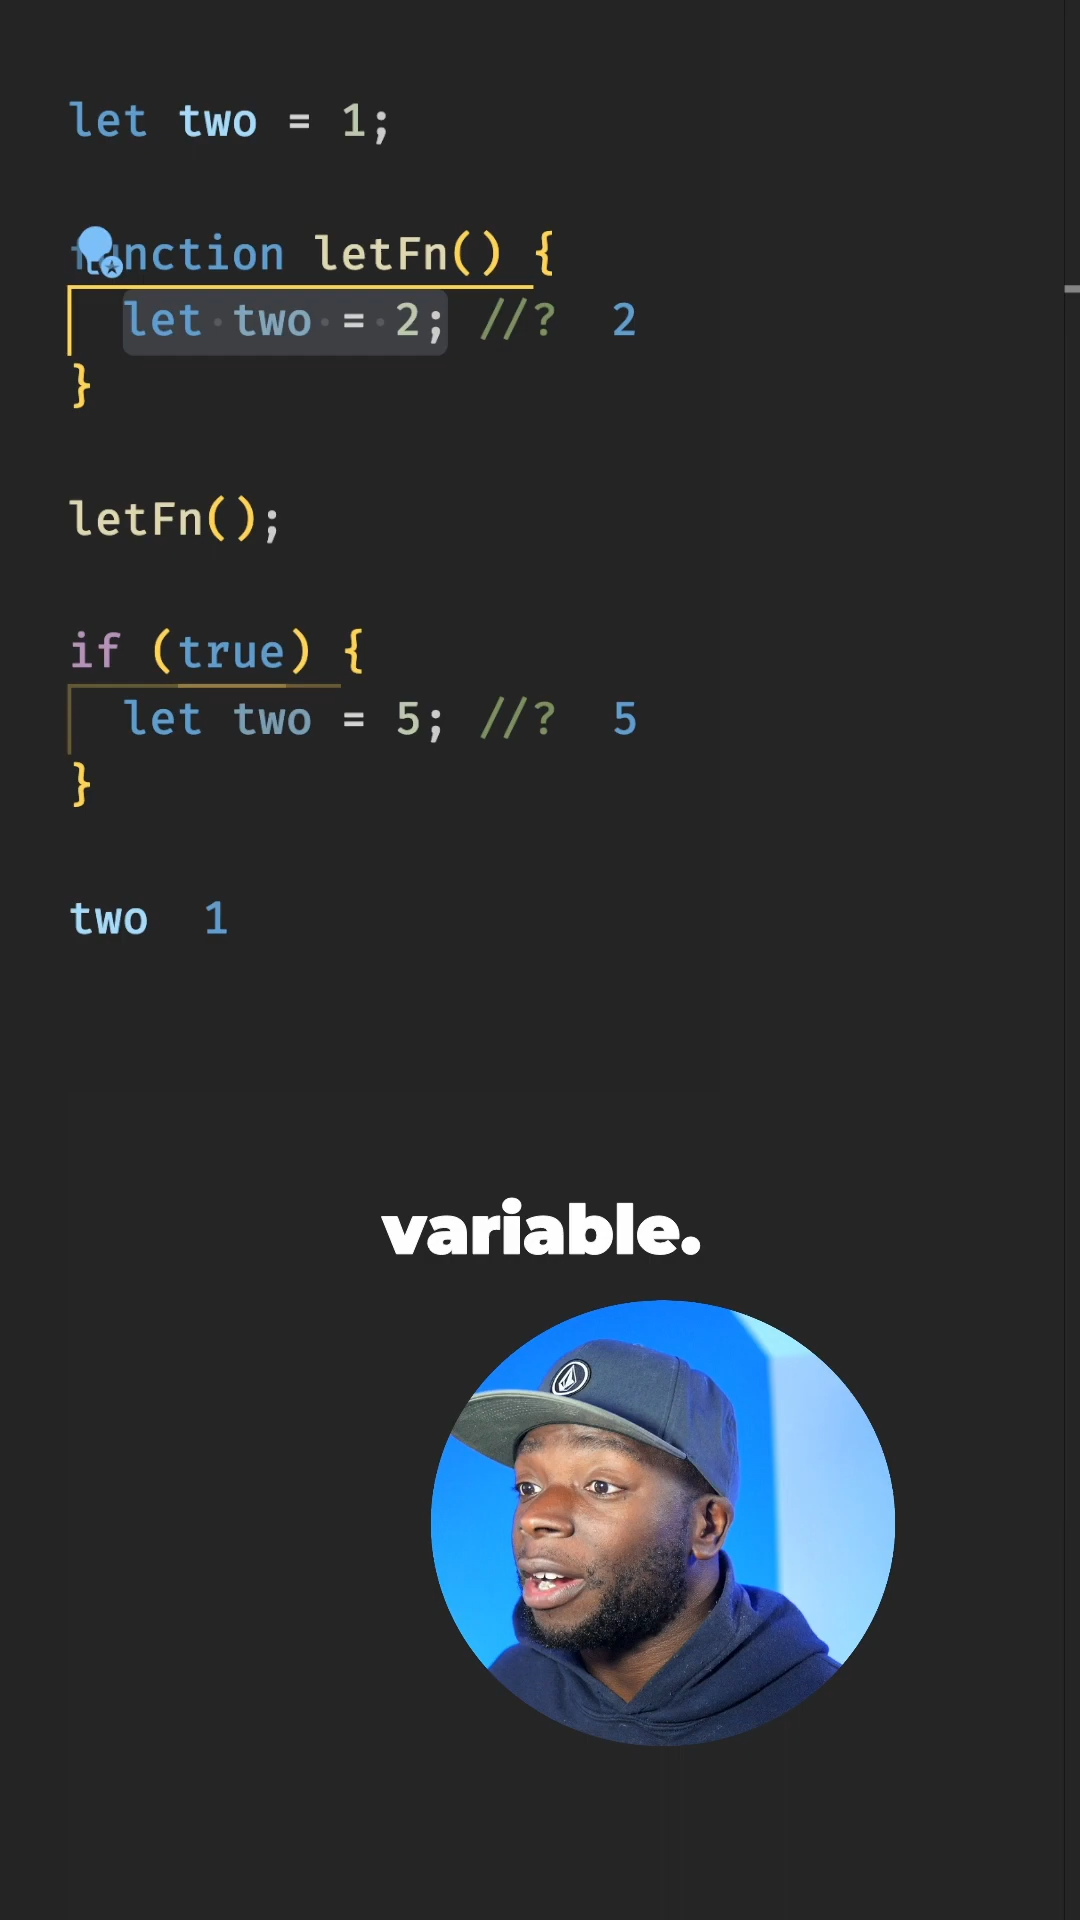 let two = 1;
function letFn() {
let two = 2; //? 2
}
letFn();
if (true) {
let two = 5; //? 5
}
two 1
variable.